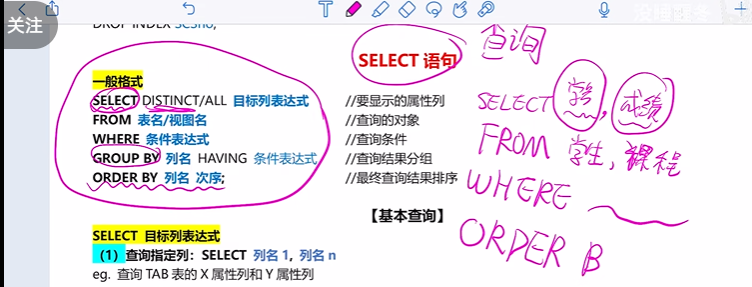 关注
DROP INDEX SCsno;
SELECT 语句
一般格式
SELECT DISTINCT/ALL 目标列表达式 //要显示的属性列
FROM 表名/视图名 //查询的对象
WHERE 条件表达式 //查询条件
GROUP BY 列名 HAVING 条件表达式 //查询结果分组
ORDER BY 列名 次序; //最终查询结果排序
【基本查询】
SELECT 目标列表达式
（1）查询指定列：SELECT 列名 1, 列名 n
eg. 查询 TAB 表的 X 属性列和 Y 属性列
查询
SELECT 学号, 成绩
FROM 学生, 课程
WHERE
ORDER B